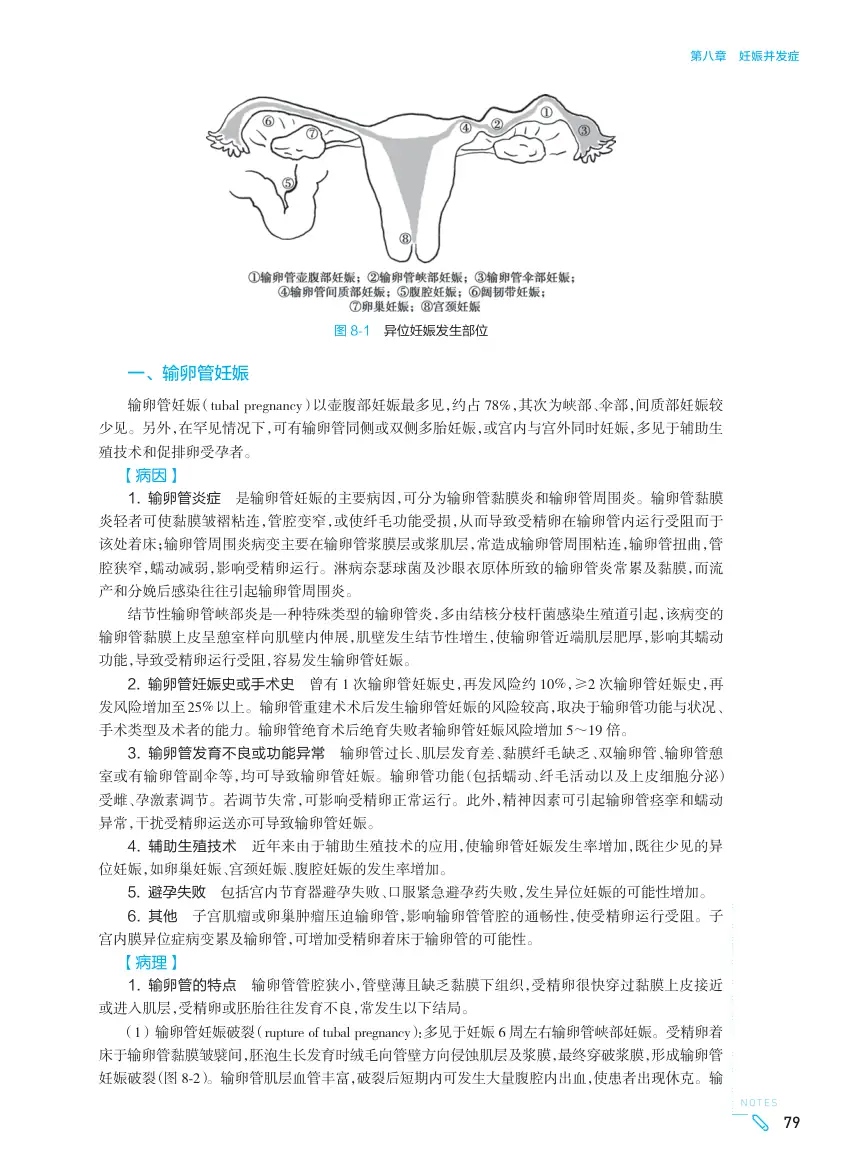 第八章 妊娠并发症
⑥
⑦
⑤
④
②
①
③
⑧
①输卵管壶腹部妊娠；②输卵管峡部妊娠；③输卵管伞部妊娠；
④输卵管间质部妊娠；⑤腹腔妊娠；⑥阔韧带妊娠；
⑦卵巢妊娠；⑧宫颈妊娠
图 8-1 异位妊娠发生部位
一、输卵管妊娠
输卵管妊娠（tubal pregnancy）以壶腹部妊娠最多见，约占 78%，其次为峡部、伞部，间质部妊娠较
少见。另外，在罕见情况下，可有输卵管同侧或双侧多胎妊娠，或宫内与宫外同时妊娠，多见于辅助生
殖技术和促排卵受孕者。
【病因】
1. 输卵管炎症 是输卵管妊娠的主要病因，可分为输卵管黏膜炎和输卵管周围炎。输卵管黏膜
炎轻者可使黏膜皱褶粘连，管腔变窄，或使纤毛功能受损，从而导致受精卵在输卵管内运行受阻而于
该处着床；输卵管周围炎病变主要在输卵管浆膜层或浆肌层，常造成输卵管周围粘连，输卵管扭曲，管
腔狭窄，蠕动减弱，影响受精卵运行。淋病奈瑟球菌及沙眼衣原体所致的输卵管炎常累及黏膜，而流
产和分娩后感染往往引起输卵管周围炎。
结节性输卵管峡部炎是一种特殊类型的输卵管炎，多由结核分枝杆菌感染生殖道引起，该病变的
输卵管黏膜上皮呈憩室样向肌壁内伸展，肌壁发生结节性增生，使输卵管近端肌层肥厚，影响其蠕动
功能，导致受精卵运行受阻，容易发生输卵管妊娠。
2. 输卵管妊娠史或手术史 曾有 1 次输卵管妊娠史，再发风险约 10%，≥2 次输卵管妊娠史，再
发风险增加至 25% 以上。输卵管重建术术后发生输卵管妊娠的风险较高，取决于输卵管功能与状况、
手术类型及术者的能力。输卵管绝育术后绝育失败者输卵管妊娠风险增加 5～19 倍。
3. 输卵管发育不良或功能异常 输卵管过长、肌层发育差、黏膜纤毛缺乏、双输卵管、输卵管憩
室或有输卵管副伞等，均可导致输卵管妊娠。输卵管功能（包括蠕动、纤毛活动以及上皮细胞分泌）
受雌、孕激素调节。若调节失常，可影响受精卵正常运行。此外，精神因素可引起输卵管痉挛和蠕动
异常，干扰受精卵运送亦可导致输卵管妊娠。
4. 辅助生殖技术 近年来由于辅助生殖技术的应用，使输卵管妊娠发生率增加，既往少见的异
位妊娠，如卵巢妊娠、宫颈妊娠、腹腔妊娠的发生率增加。
5. 避孕失败 包括宫内节育器避孕失败、口服紧急避孕药失败，发生异位妊娠的可能性增加。
6. 其他 子宫肌瘤或卵巢肿瘤压迫输卵管，影响输卵管管腔的通畅性，使受精卵运行受阻。子
宫内膜异位症病变累及输卵管，可增加受精卵着床于输卵管的可能性。
【病理】
1. 输卵管的特点 输卵管管腔狭小，管壁薄且缺乏黏膜下组织，受精卵很快穿过黏膜上皮接近
或进入肌层，受精卵或胚胎往往发育不良，常发生以下结局。
（1）输卵管妊娠破裂（rupture of tubal pregnancy）：多见于妊娠 6 周左右输卵管峡部妊娠。受精卵着
床于输卵管黏膜皱襞间，胚泡生长发育时绒毛向管壁方向侵蚀肌层及浆膜，最终穿破浆膜，形成输卵管
妊娠破裂（图 8-2）。输卵管肌层血管丰富，破裂后短期内可发生大量腹腔内出血，使患者出现休克。输
NOTES
79